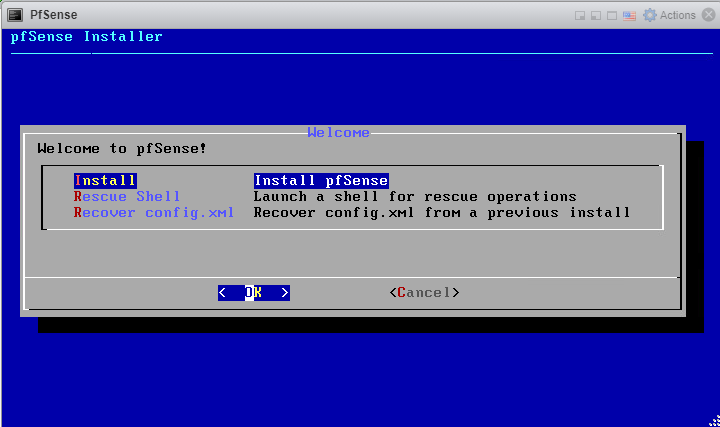 PfSense
Actions
pfSense Installer
Welcome
Welcome to pfSense!
Install Install pfSense
Rescue Shell Launch a shell for rescue operations
Recover config.xml Recover config.xml from a previous install
< OK > <Cancel>